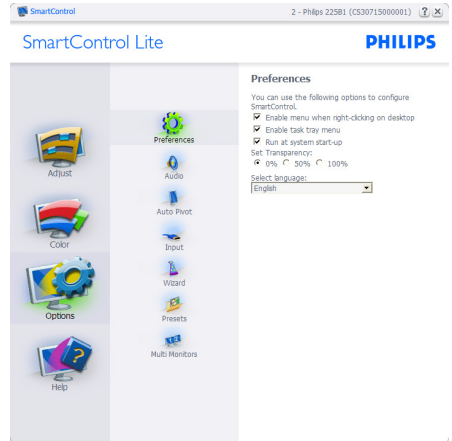 SmartControl
2 - Philips 225B1 (CS30715000001)
SmartControl Lite
PHILIPS
Adjust
Color
Options
Help
Preferences
Audio
Auto Pivot
Input
Wizard
Presets
Multi Monitors
Preferences
You can use the following options to configure
SmartControl.
Enable menu when right-clicking on desktop
Enable task tray menu
Run at system start-up
Set Transparency:
0% 50% 100%
Select language:
English